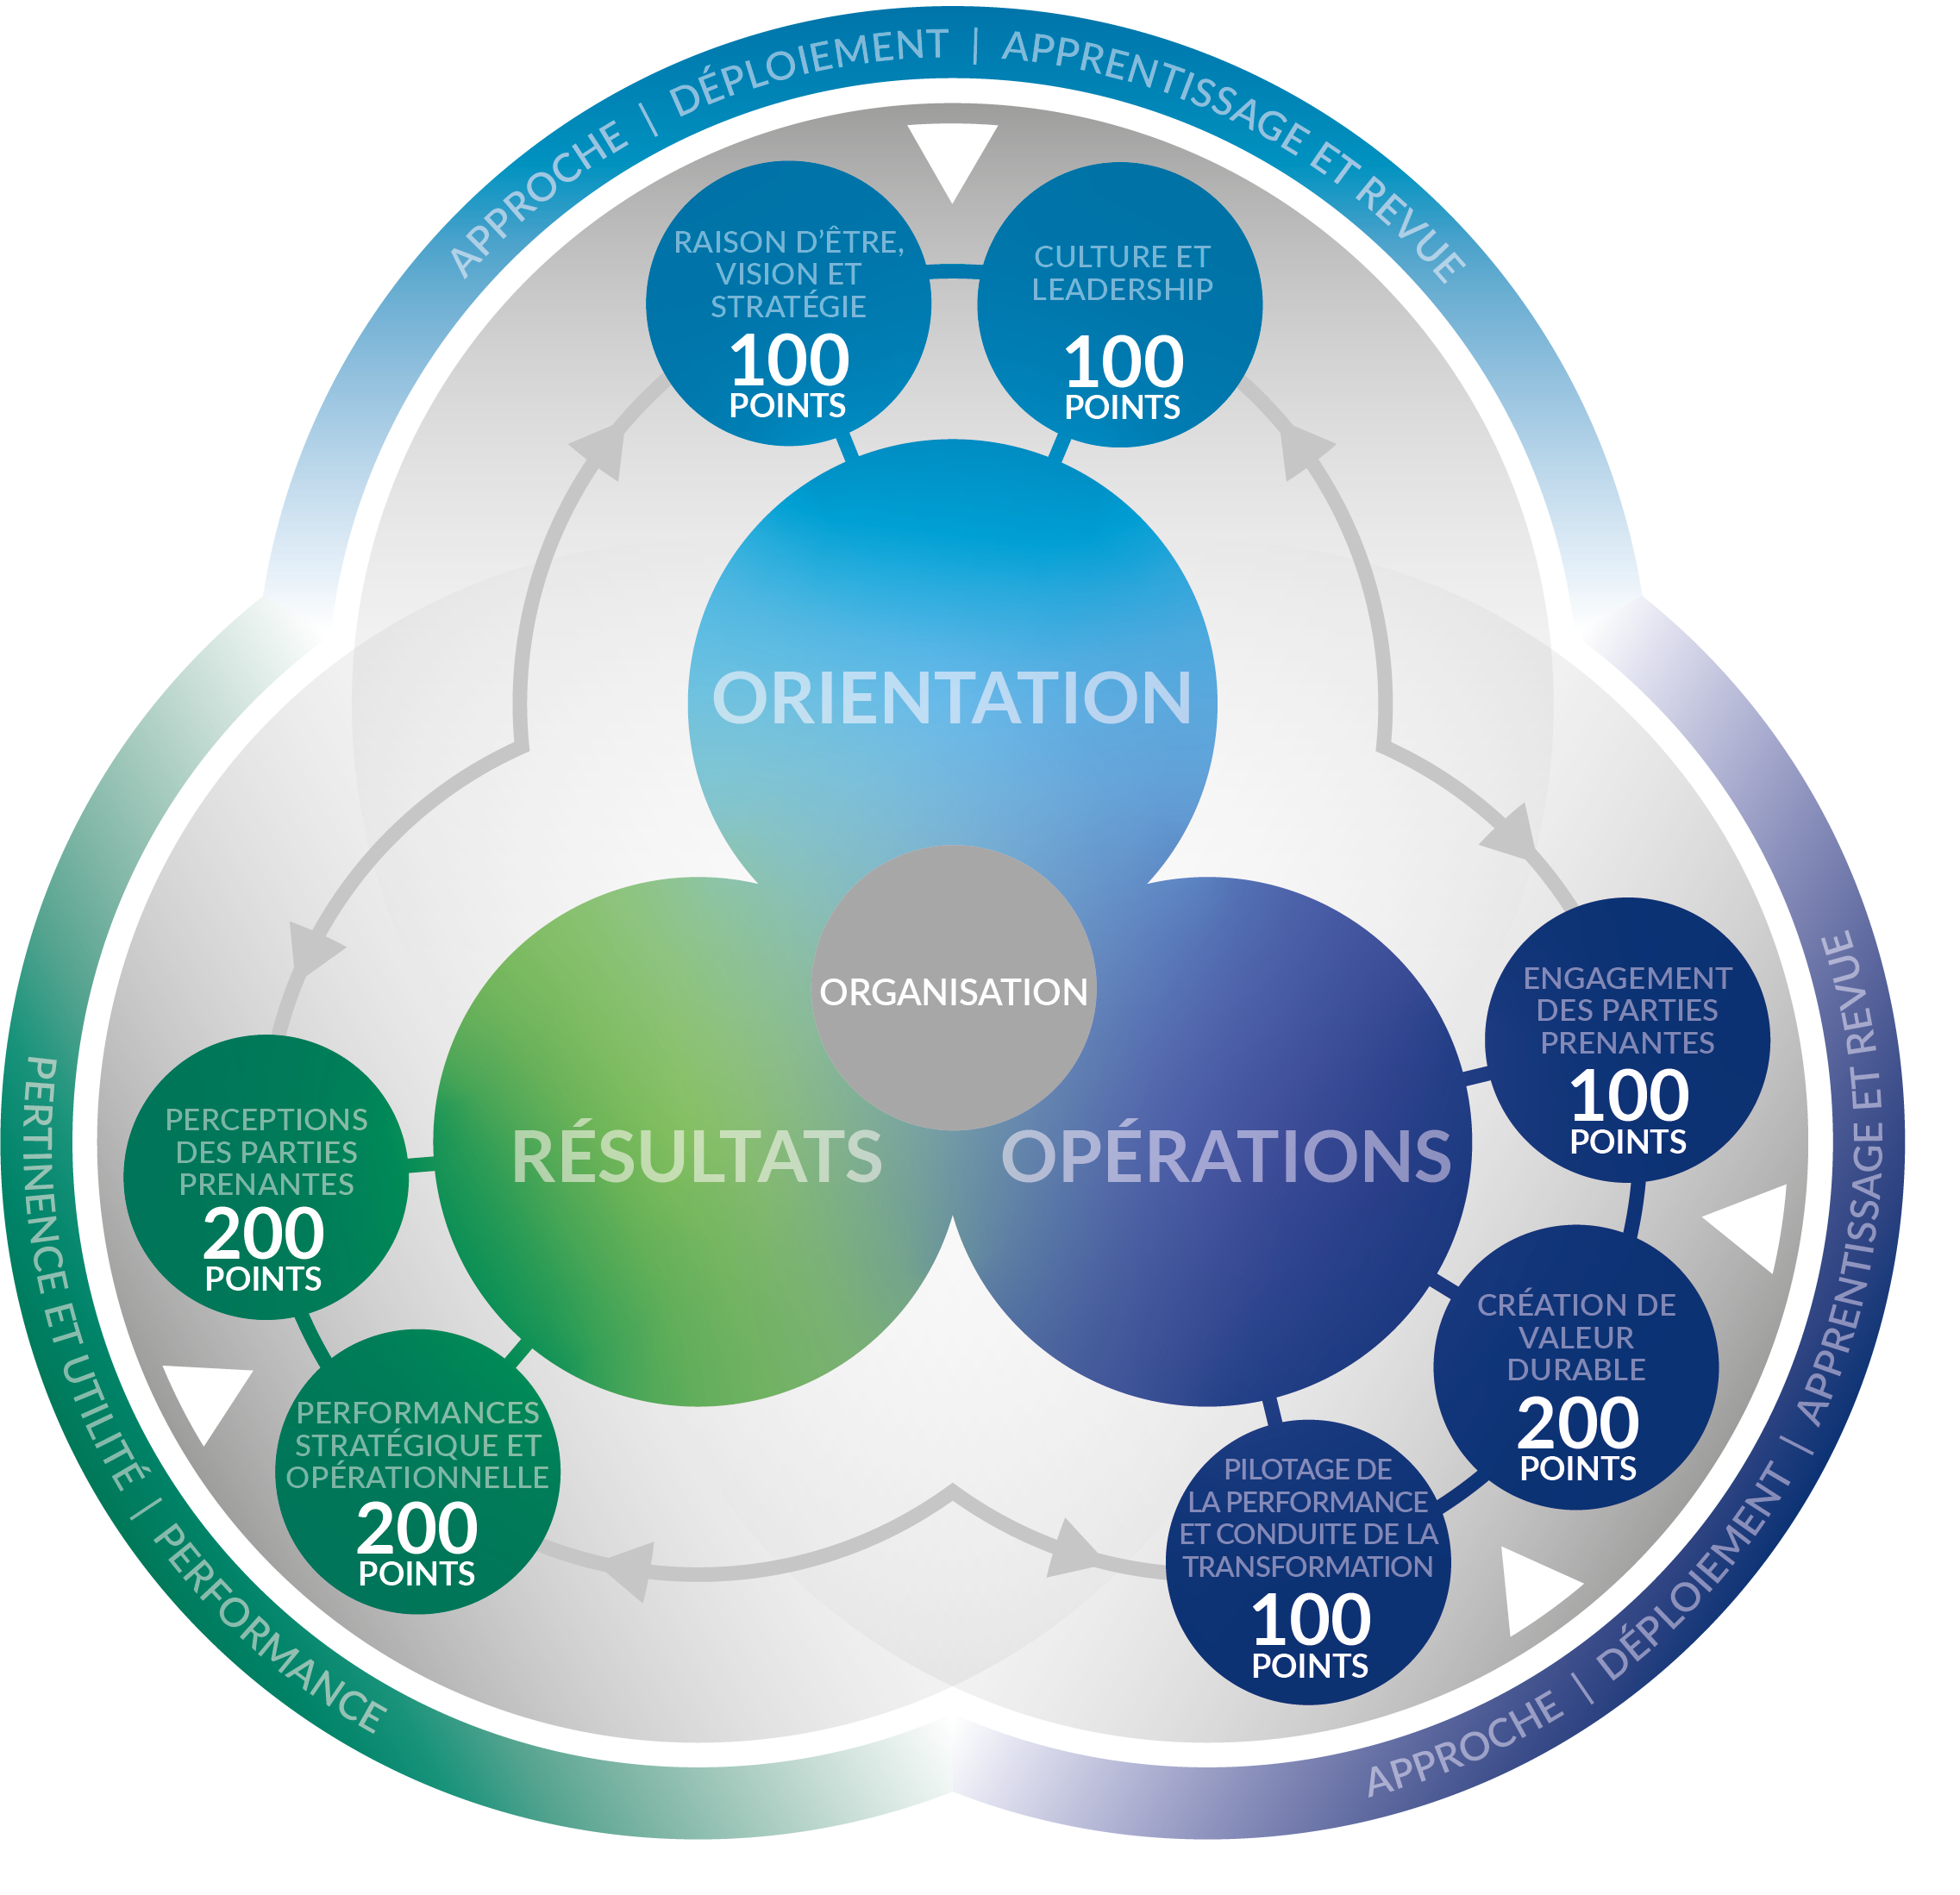 APPROCHE | DÉPLOIEMENT | APPRENTISSAGE ET REVUE
RAISON D'ÊTRE,
VISION ET
STRATÉGIE
100
POINTS
CULTURE ET
LEADERSHIP
100
POINTS
ORIENTATION
ORGANISATION
RÉSULTATS
OPÉRATIONS
ENGAGEMENT
DES PARTIES
PRENANTES
100
POINTS
CRÉATION DE
VALEUR
DURABLE
200
POINTS
PILOTAGE DE
LA PERFORMANCE
ET CONDUITE DE LA
TRANSFORMATION
100
POINTS
APPROCHE | DÉPLOIEMENT | APPRENTISSAGE ET REVUE
PERCEPTIONS
DES PARTIES
PRENANTES
200
POINTS
PERFORMANCES
STRATÉGIQUE ET
OPÉRATIONNELLE
200
POINTS
PERTINENCE ET UTILITÉ | PERFORMANCE